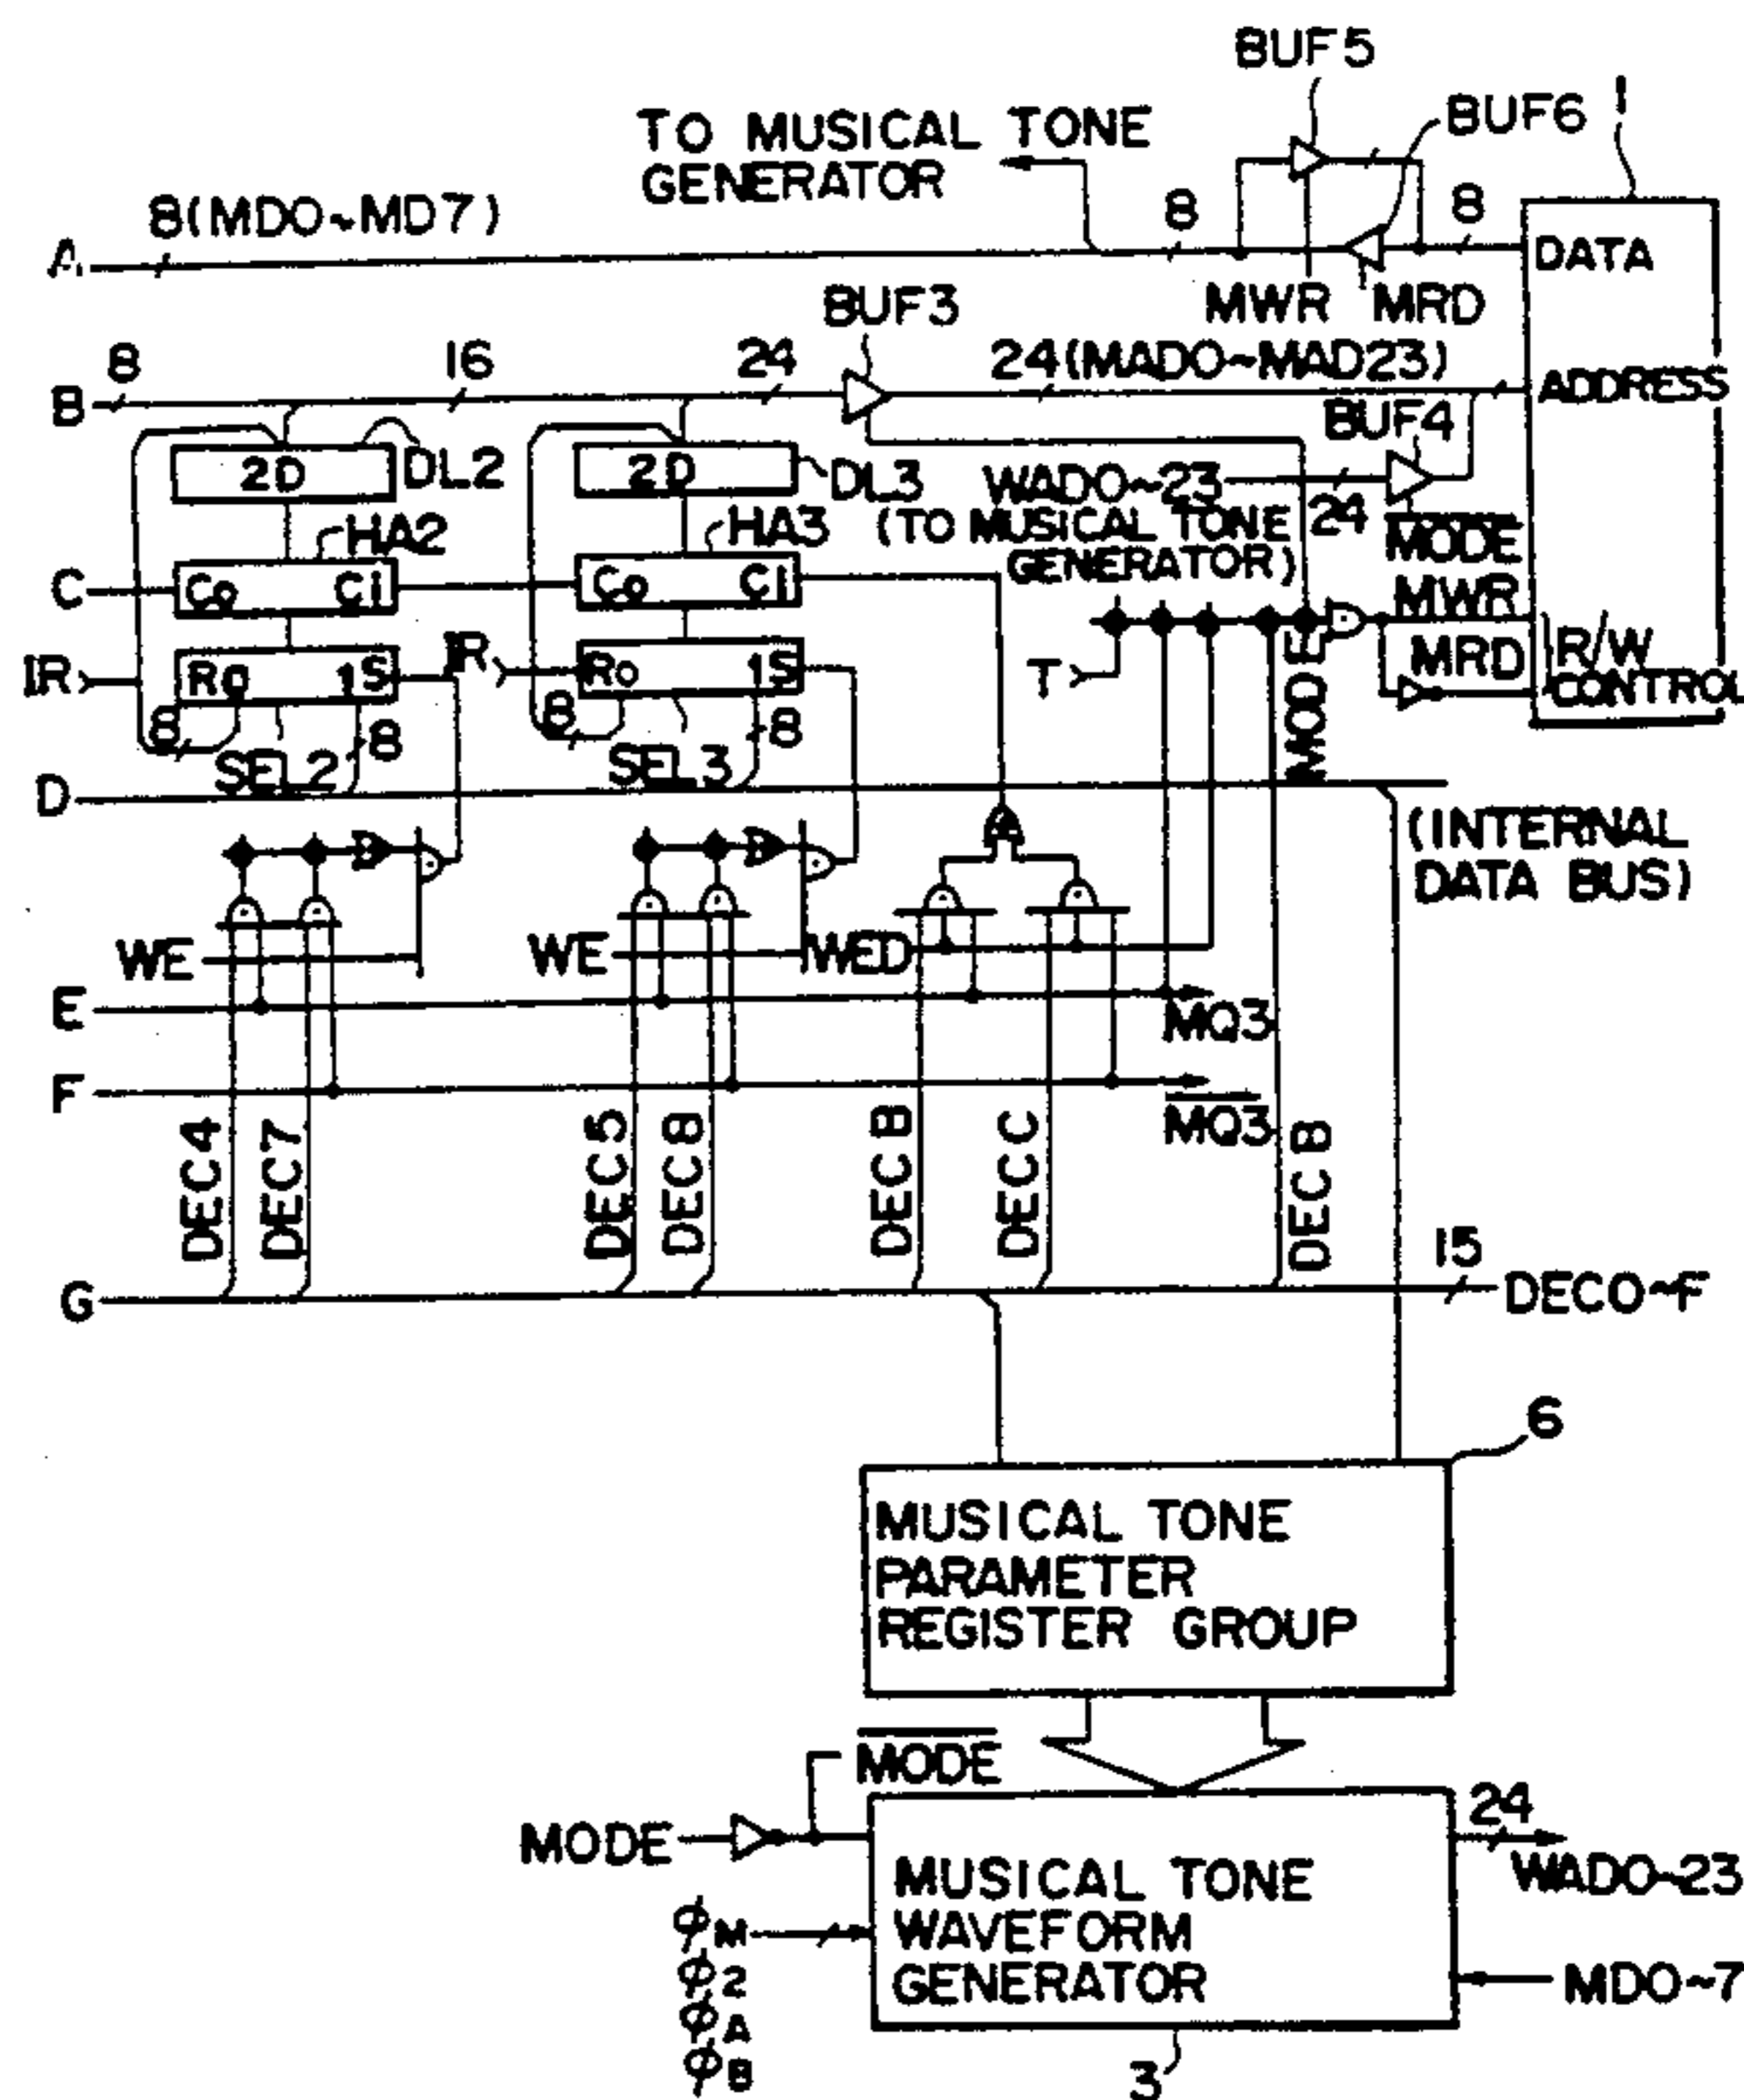 BUF5
1
TO MUSICAL TONE
GENERATOR
BUF6
8(MD0~MD7)
8
8
A
DATA
MWR
MRD
BUF3
8
16
24
24(MAD0~MAD23)
B
ADDRESS
BUF4
2D
DL2
2D
DL3
WAD0~23
24
HA2
HA3
(TO MUSICAL TONE
GENERATOR)
MODE
C
Co
Ci
Co
Ci
MWR
IR
R0
1S
IR
R0
1S
T
MODE
MRD
R/W
CONTROL
8
8
8
8
SEL2
SEL3
D
(INTERNAL
DATA BUS)
WE
WE
WED
E
MQ3
F
MQ3
DEC4
DEC7
DEC5
DEC8
DEC B
DEC C
DEC B
15
G
DEC0~F
6
MUSICAL TONE
PARAMETER
REGISTER GROUP
MODE
MODE
24
WAD0~23
MUSICAL TONE
WAVEFORM
GENERATOR
ΦM
Φ2
ΦA
ΦB
MD0~7
3